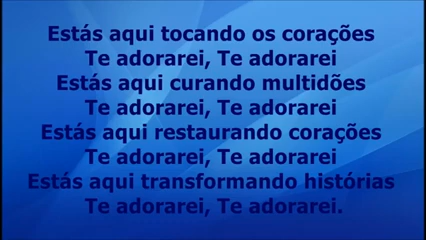 Estás aqui tocando os corações
Te adorarei, Te adorarei
Estás aqui curando multidões
Te adorarei, Te adorarei
Estás aqui restaurando corações
Te adorarei, Te adorarei
Estás aqui transformando histórias
Te adorarei, Te adorarei.